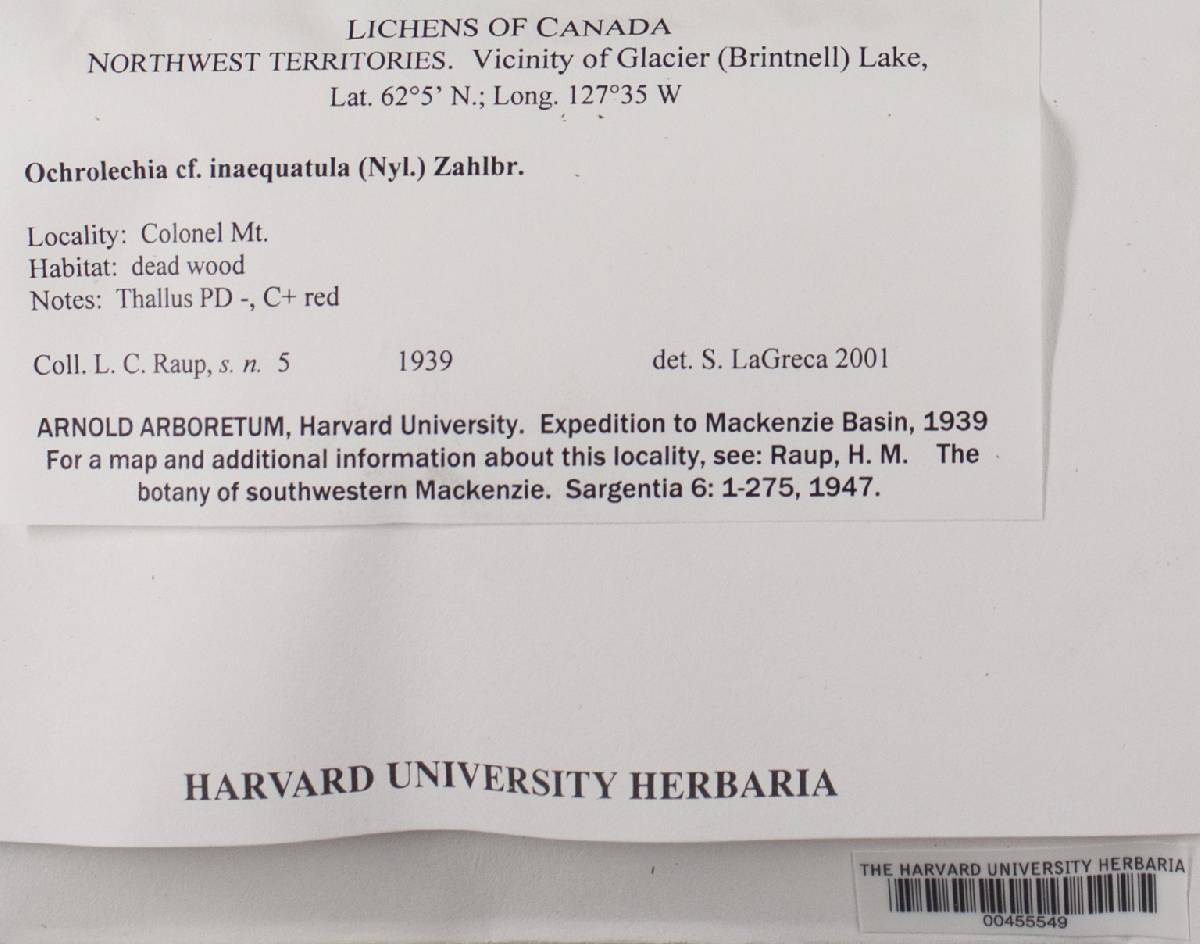 LICHENS OF CANADA
NORTHWEST TERRITORIES. Vicinity of Glacier (Brintnell) Lake,
Lat. 62°5’ N.; Long. 127°35 W
Ochrolechia cf. inaequatula (Nyl.) Zahlbr.
Locality: Colonel Mt.
Habitat: dead wood
Notes: Thallus PD -, C+ red
Coll. L. C. Raup, s. n. 5 1939 det. S. LaGreca 2001
ARNOLD ARBORETUM, Harvard University. Expedition to Mackenzie Basin, 1939
For a map and additional information about this locality, see: Raup, H. M. The
botany of southwestern Mackenzie. Sargentia 6: 1-275, 1947.
HARVARD UNIVERSITY HERBARIA
THE HARVARD UNIVERSITY HERBARIA
00455549